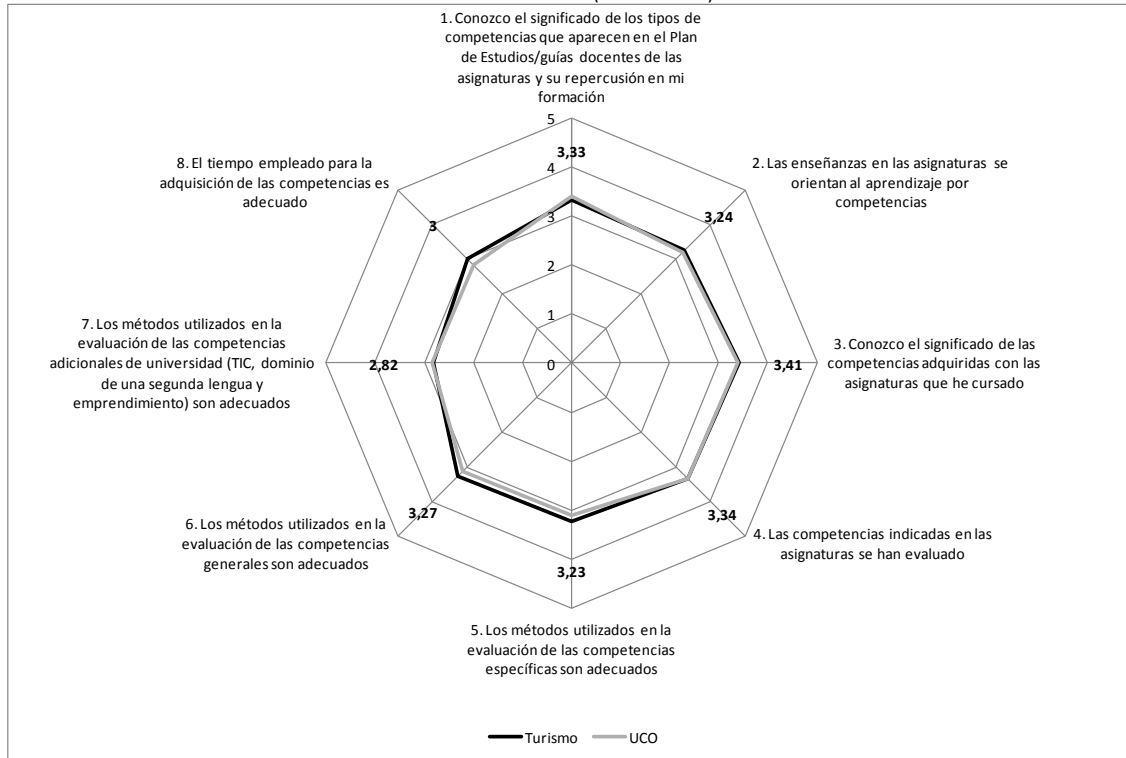 1. Conozco el significado de los tipos de
competencias que aparecen en el Plan
de Estudios/guías docentes de las
asignaturas y su repercusión en mi
formación
5
3,33
4
3
2
1
0
2. Las enseñanzas en las asignaturas se
orientan al aprendizaje por
competencias
3,24
3. Conozco el significado de las
competencias adquiridas con las
asignaturas que he cursado
3,41
4. Las competencias indicadas en las
asignaturas se han evaluado
3,34
5. Los métodos utilizados en la
evaluación de las competencias
específicas son adecuados
3,23
6. Los métodos utilizados en la
evaluación de las competencias
generales son adecuados
3,27
7. Los métodos utilizados en la
evaluación de las competencias
adicionales de universidad (TIC, dominio
de una segunda lengua y
emprendimiento) son adecuados
2,82
8. El tiempo empleado para la
adquisición de las competencias es
adecuado
3
Turismo UCO